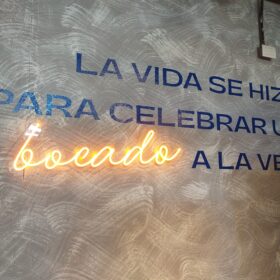 LA VIDA SE HIZ
PARA CELEBRAR U
bocado A LA VE